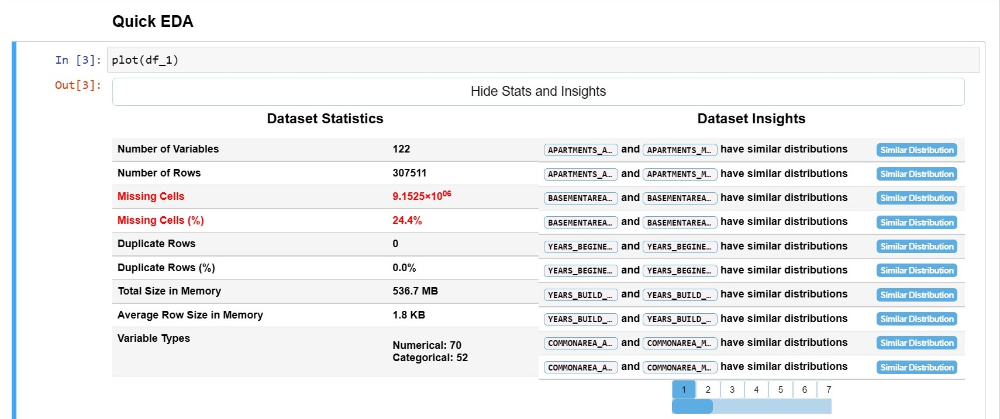 Quick EDA
In [3]: plot(df_1)
Out[3]:
Hide Stats and Insights
Dataset Statistics
Number of Variables 122
Number of Rows 307511
Missing Cells 9.1525×10⁰⁶
Missing Cells (%) 24.4%
Duplicate Rows 0
Duplicate Rows (%) 0.0%
Total Size in Memory 536.7 MB
Average Row Size in Memory 1.8 KB
Variable Types Numerical: 70
Categorical: 52
Dataset Insights
APARTMENTS_A… and APARTMENTS_M… have similar distributions Similar Distribution
APARTMENTS_A… and APARTMENTS_M… have similar distributions Similar Distribution
BASEMENTAREA… and BASEMENTAREA… have similar distributions Similar Distribution
BASEMENTAREA… and BASEMENTAREA… have similar distributions Similar Distribution
YEARS_BEGINE… and YEARS_BEGINE… have similar distributions Similar Distribution
YEARS_BEGINE… and YEARS_BEGINE… have similar distributions Similar Distribution
YEARS_BUILD_… and YEARS_BUILD_… have similar distributions Similar Distribution
YEARS_BUILD_… and YEARS_BUILD_… have similar distributions Similar Distribution
COMMONAREA_A… and COMMONAREA_M… have similar distributions Similar Distribution
COMMONAREA_A… and COMMONAREA_M… have similar distributions Similar Distribution
1 2 3 4 5 6 7